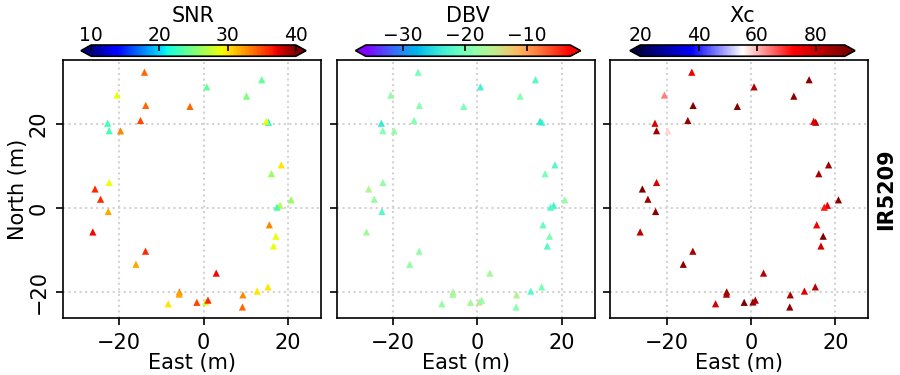 SNR DBV Xc
10 20 30 40 −30 −20 −10 20 40 60 80
North (m)
20
0
−20
IR5209
−20 0 20 −20 0 20 −20 0 20
East (m) East (m) East (m)